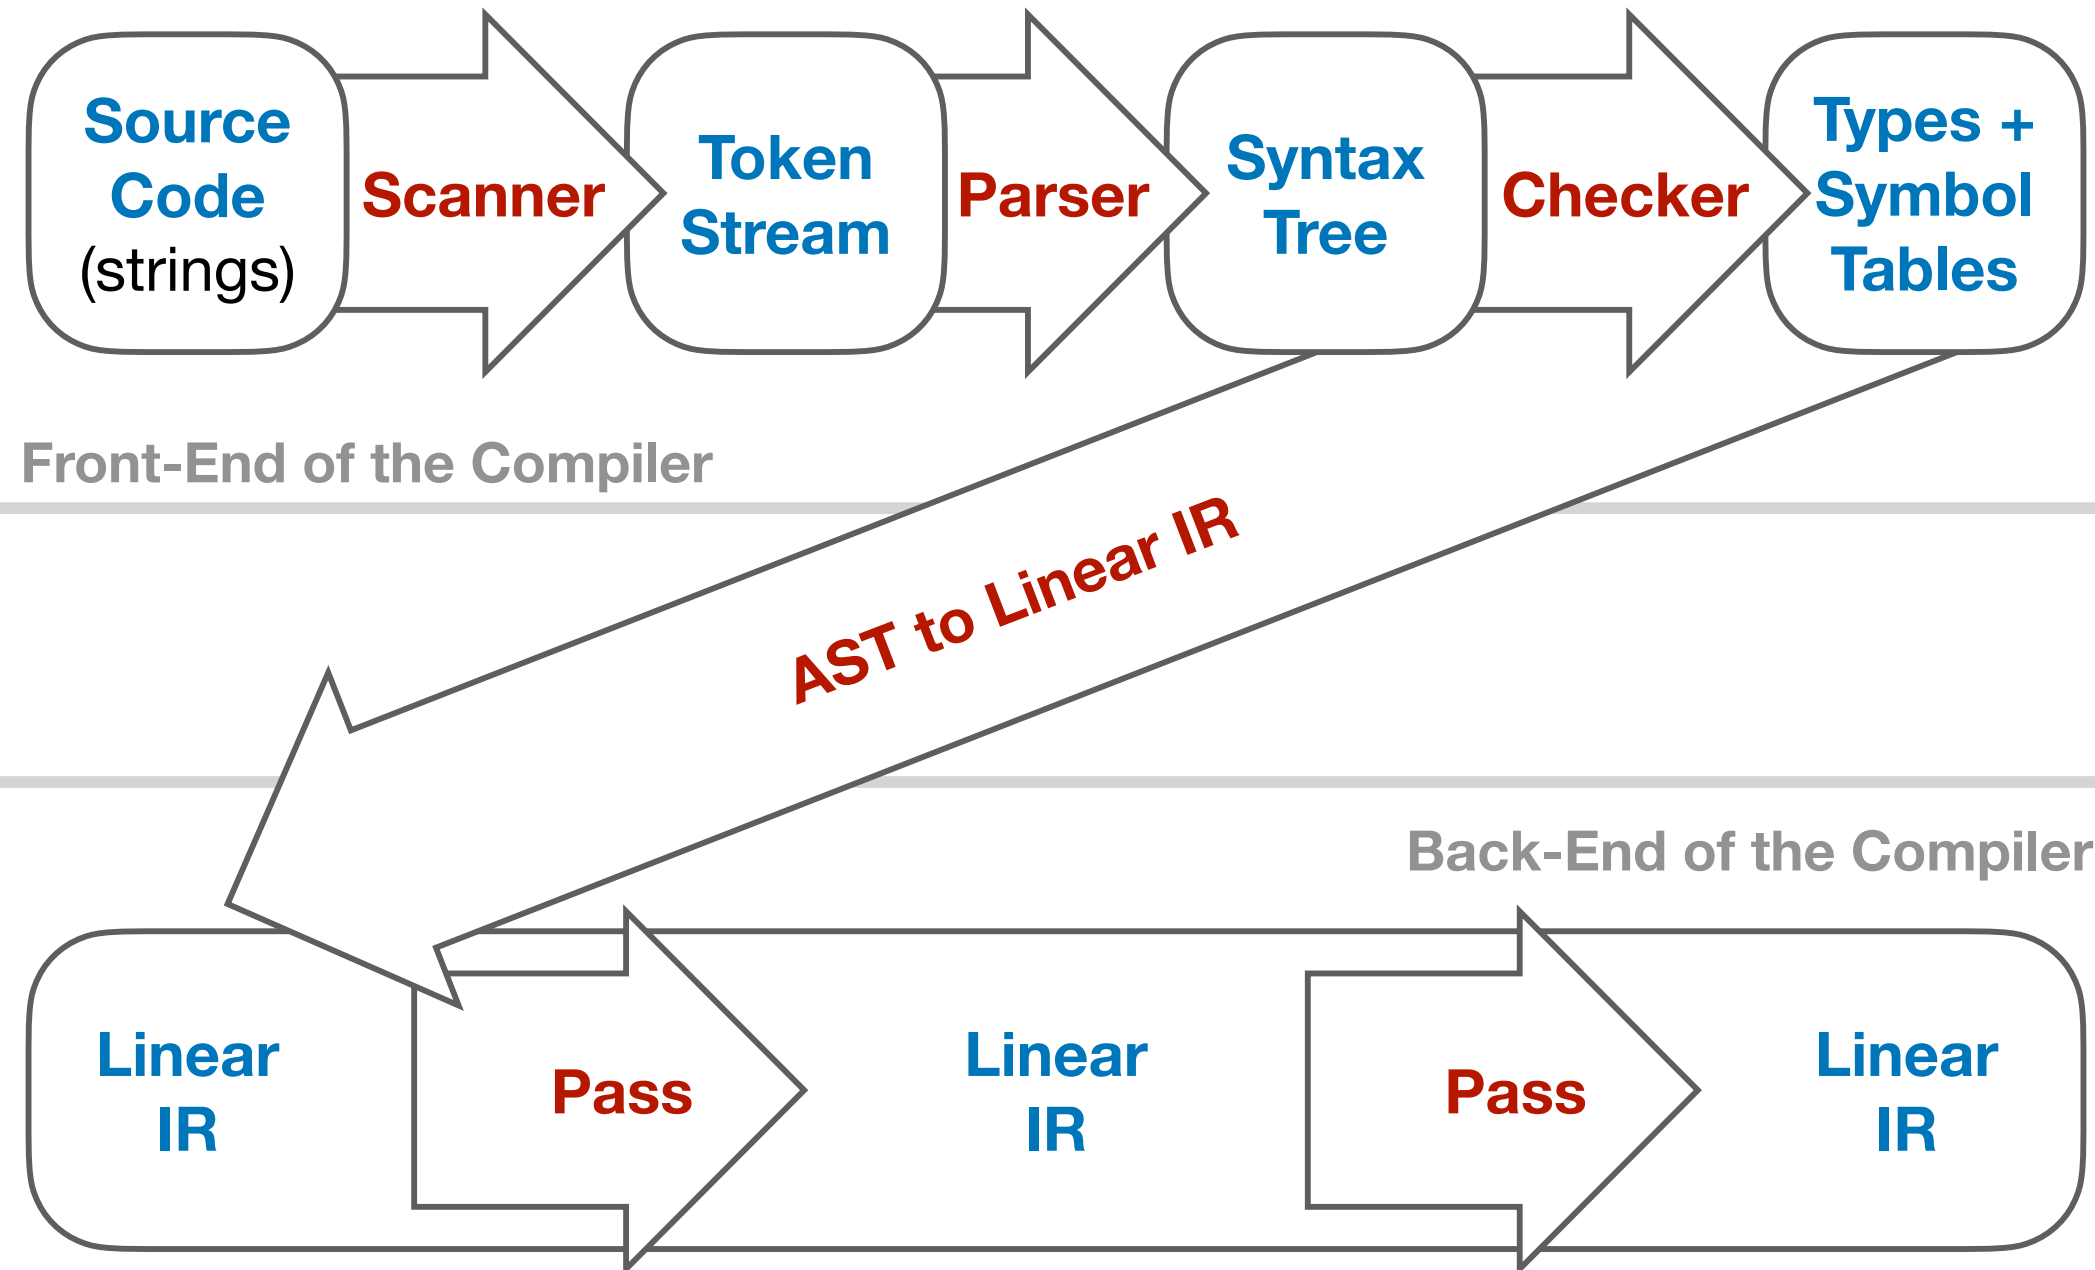 Source
Code
(strings)
Scanner
Token
Stream
Parser
Syntax
Tree
Checker
Types +
Symbol
Tables
Front-End of the Compiler
AST to Linear IR
Back-End of the Compiler
Linear
IR
Pass
Linear
IR
Pass
Linear
IR